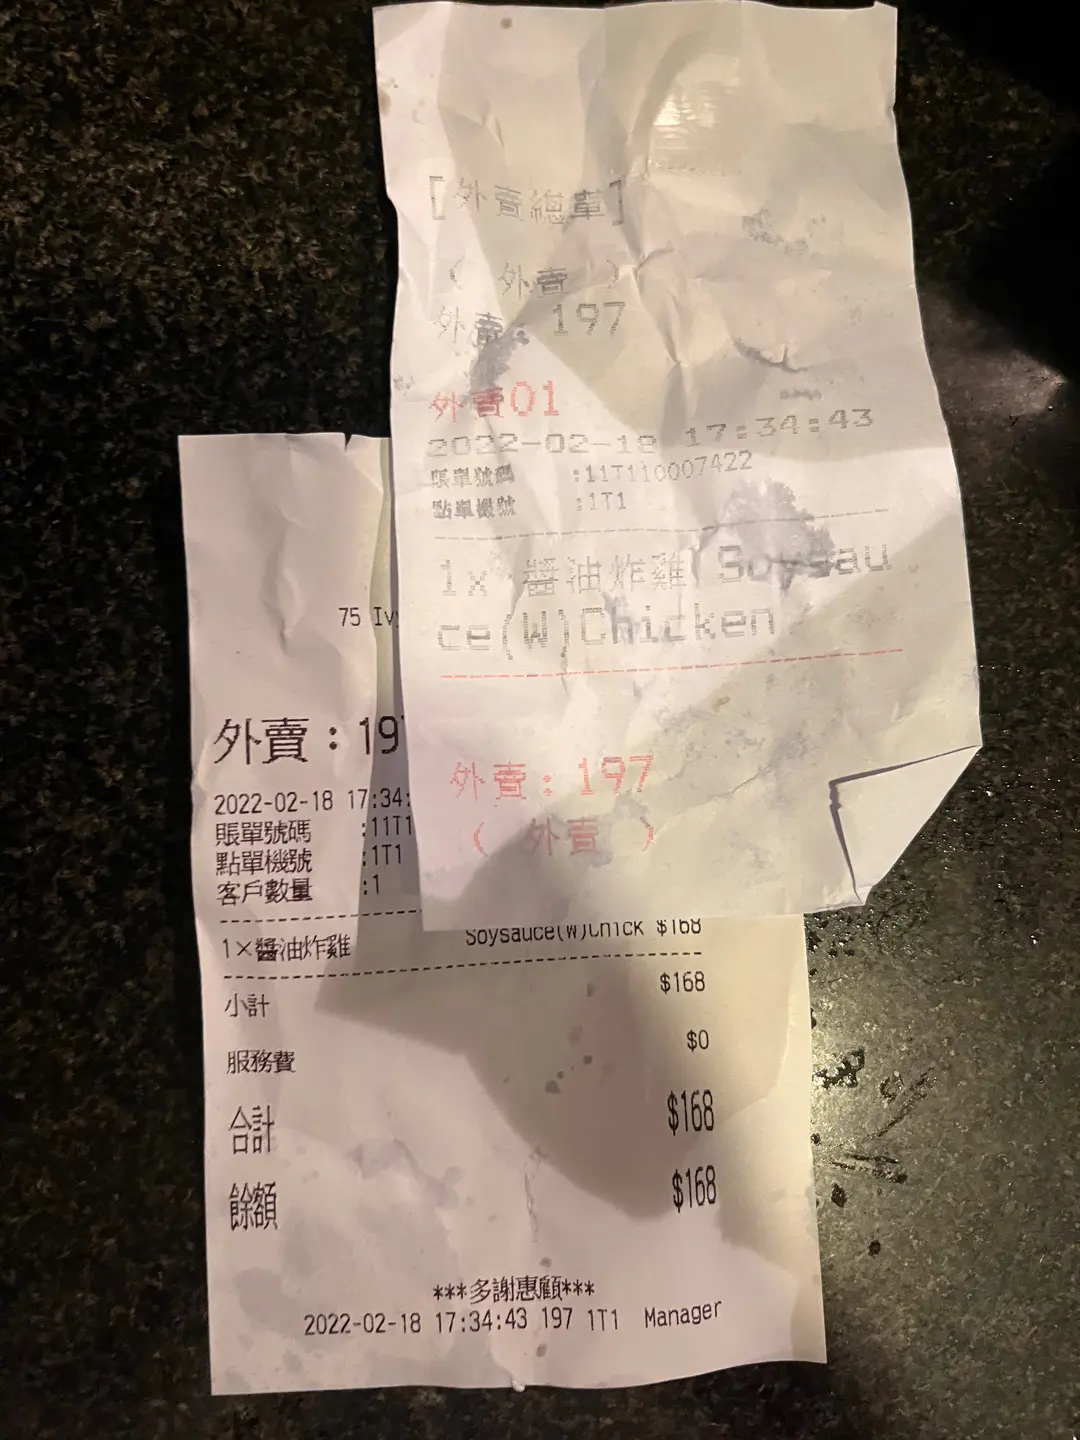 [外賣總單]
( 外賣 )
外賣: 197
外賣01
2022-02-18 17:34:43
賬單號碼 :11T110007422
點單機號 :1T1
1x 醬油炸雞 Soysau
ce(W)Chicken
外賣: 197
( 外賣 )
75
外賣：19
2022-02-18 17:34:
賬單號碼 :11T1
點單機號 :1T1
客戶數量 :1
1×醬油炸雞 Soysauce(W)Chick $168
小計 $168
服務費 $0
合計 $168
餘額 $168
***多謝惠顧***
2022-02-18 17:34:43 197 1T1 Manager